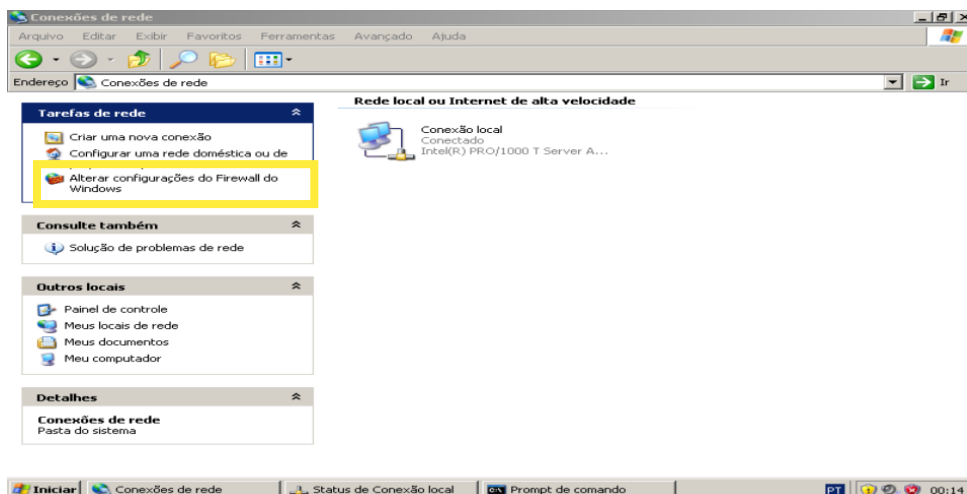 Conexões de rede
Arquivo Editar Exibir Favoritos Ferramentas Avançado Ajuda
Endereço Conexões de rede Ir
Tarefas de rede
Criar uma nova conexão
Configurar uma rede doméstica ou de
Alterar configurações do Firewall do
Windows
Consulte também
Solução de problemas de rede
Outros locais
Painel de controle
Meus locais de rede
Meus documentos
Meu computador
Detalhes
Conexões de rede
Pasta do sistema
Rede local ou Internet de alta velocidade
Conexão local
Conectado
Intel(R) PRO/1000 T Server A...
Iniciar Conexões de rede Status de Conexão local Prompt de comando PT 00:14